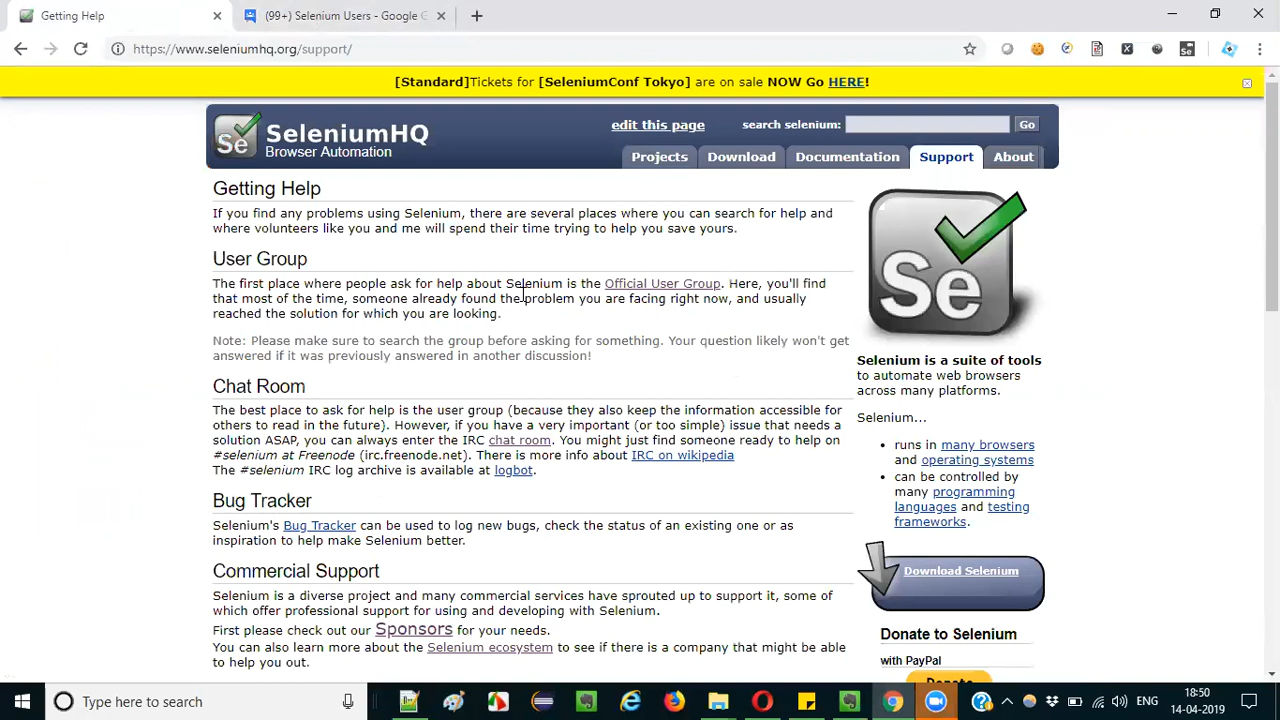 Getting Help
(99+) Selenium Users - Google G
https://www.seleniumhq.org/support/
[Standard]Tickets for [SeleniumConf Tokyo] are on sale NOW Go HERE!
SeleniumHQ
Browser Automation
edit this page
search selenium:
Go
Projects
Download
Documentation
Support
About
Getting Help
If you find any problems using Selenium, there are several places where you can search for help and
where volunteers like you and me will spend their time trying to help you save yours.
User Group
The first place where people ask for help about Selenium is the Official User Group. Here, you'll find
that most of the time, someone already found the problem you are facing right now, and usually
reached the solution for which you are looking.
Note: Please make sure to search the group before asking for something. Your question likely won't get
answered if it was previously answered in another discussion!
Chat Room
The best place to ask for help is the user group (because they also keep the information accessible for
others to read in the future). However, if you have a very important (or too simple) issue that needs a
solution ASAP, you can always enter the IRC chat room. You might just find someone ready to help on
#selenium at Freenode (irc.freenode.net). There is more info about IRC on wikipedia
The #selenium IRC log archive is available at logbot.
Bug Tracker
Selenium's Bug Tracker can be used to log new bugs, check the status of an existing one or as
inspiration to help make Selenium better.
Commercial Support
Selenium is a diverse project and many commercial services have sprouted up to support it, some of
which offer professional support for using and developing with Selenium.
First please check out our Sponsors for your needs.
You can also learn more about the Selenium ecosystem to see if there is a company that might be able
to help you out.
Se
Selenium is a suite of tools
to automate web browsers
across many platforms.
Selenium...
runs in many browsers
and operating systems
can be controlled by
many programming
languages and testing
frameworks.
Download Selenium
Donate to Selenium
with PayPal
Donate
Type here to search
ENG
18:50
14-04-2019